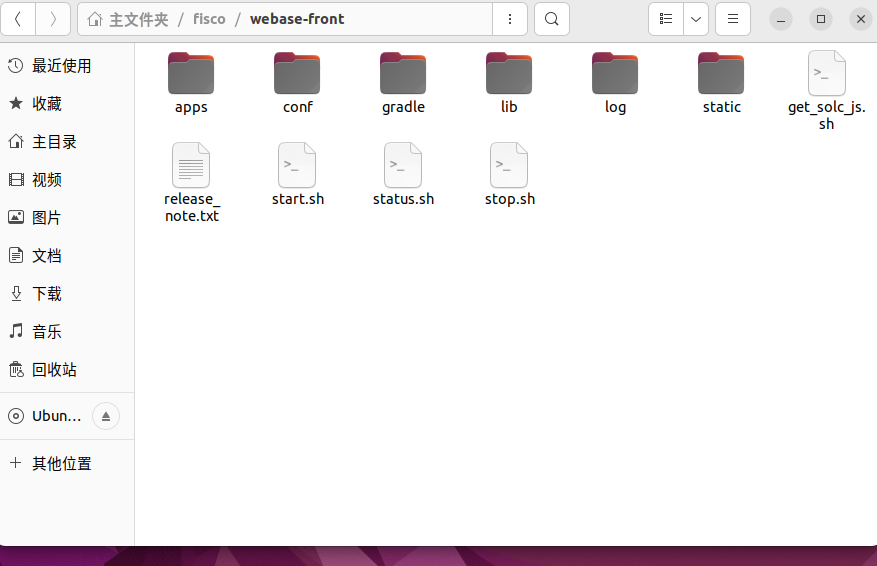 主文件夹 / fisco / webase-front
最近使用
收藏
主目录
视频
图片
文档
下载
音乐
回收站
Ubun…
其他位置
apps
conf
gradle
lib
log
static
get_solc_js.
sh
release_
note.txt
start.sh
status.sh
stop.sh